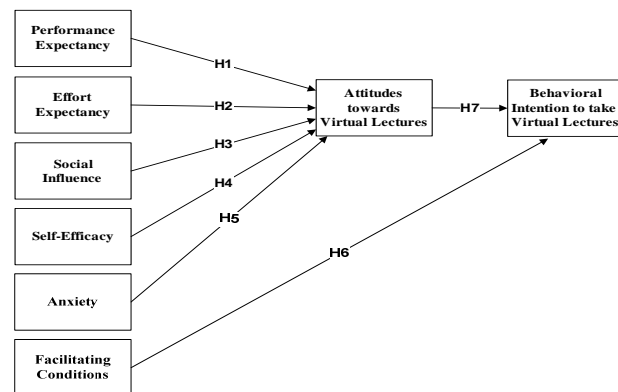 Performance
Expectancy
H1
Effort
Expectancy
H2
Attitudes
towards
Virtual Lectures
H7
Behavioral
Intention to take
Virtual Lectures
Social
Influence
H3
Self-Efficacy
H4
Anxiety
H5
Facilitating
Conditions
H6